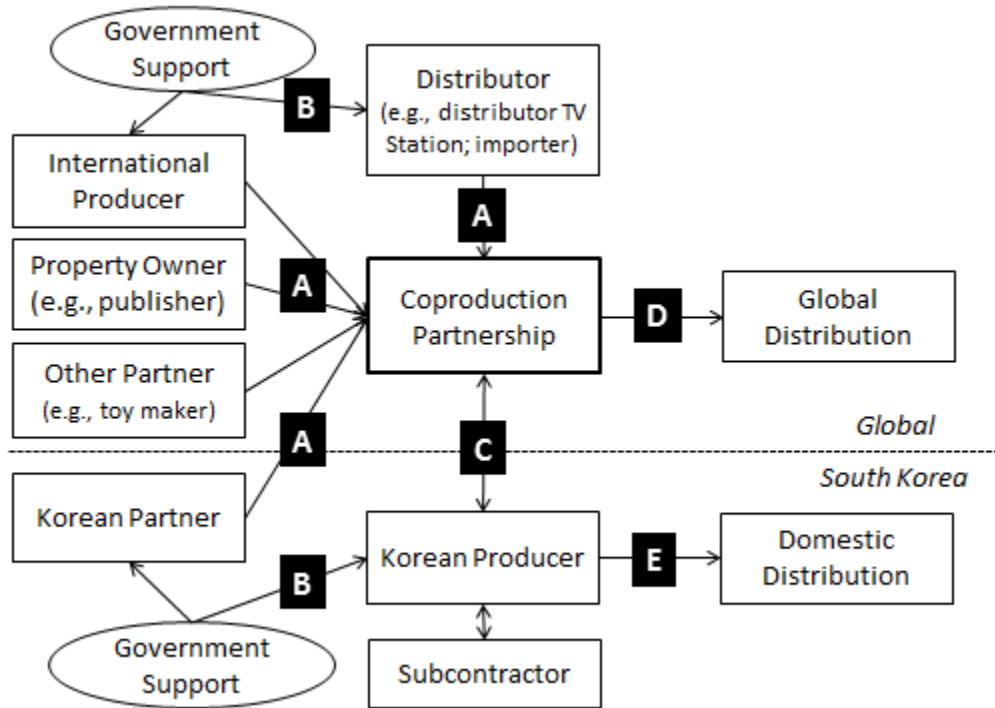 Government
Support
B
Distributor
(e.g., distributor TV
Station; importer)
International
Producer
A
Property Owner
(e.g., publisher)
A
Coproduction
Partnership
D
Global
Distribution
Other Partner
(e.g., toy maker)
A
C
Global
South Korea
Korean Partner
B
Korean Producer
E
Domestic
Distribution
Government
Support
Subcontractor